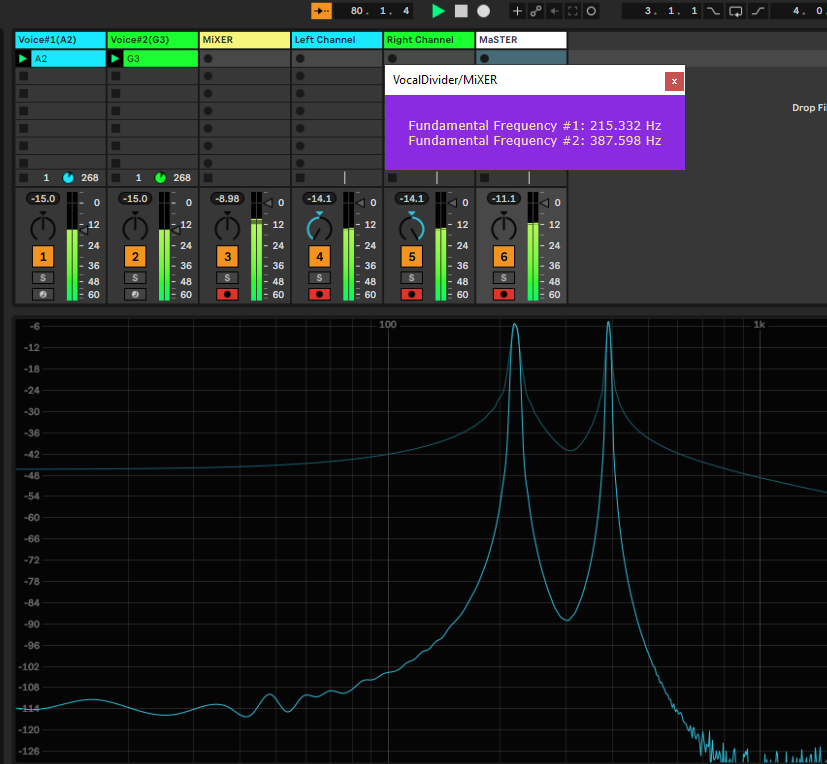 80. 1. 4 3. 1. 1 4. 0
Voice#1(A2) Voice#2(G3) MiXER Left Channel Right Channel MaSTER
A2 G3
VocalDivider/MiXER x
Drop Fi
Fundamental Frequency #1: 215.332 Hz
Fundamental Frequency #2: 387.598 Hz
1 268 1 268
-15.0 -15.0 -8.98 -14.1 -14.1 -11.1
0 0 0 0 0 0
12 12 12 12 12 12
24 24 24 24 24 24
1 2 3 4 5 6
36 36 36 36 36 36
S S S S S S
48 48 48 48 48 48
60 60 60 60 60 60
-6 100 1k
-12
-18
-24
-30
-36
-42
-48
-54
-60
-66
-72
-78
-84
-90
-96
-102
-108
-114
-120
-126